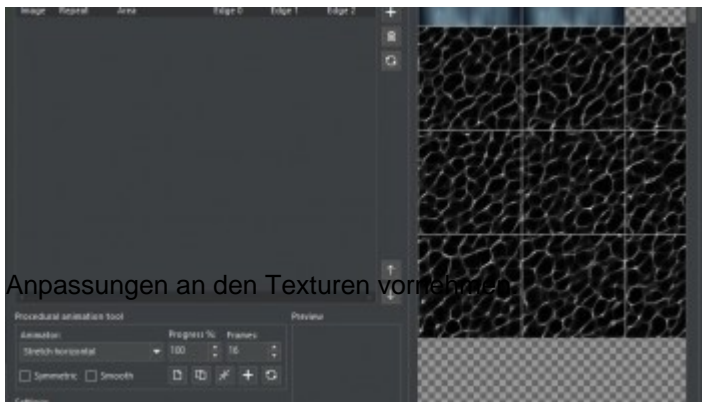 Image Repeat Area Edge 0 Edge 1 Edge 2
Anpassungen an den Texturen vornehmen
Procedural animation tool
Preview
Animator: Progress %: Frames:
Stretch horizontal 100 16
Symmetric Smooth
Settings